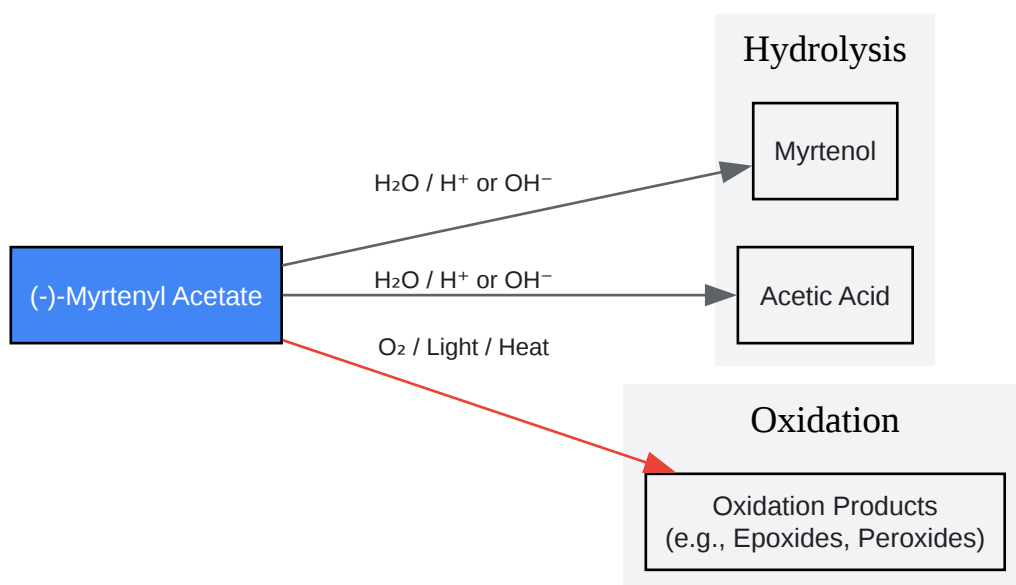 Hydrolysis
Myrtenol
H₂O / H⁺ or OH⁻
H₂O / H⁺ or OH⁻
(-)-Myrtenyl Acetate
Acetic Acid
O₂ / Light / Heat
Oxidation
Oxidation Products
(e.g., Epoxides, Peroxides)